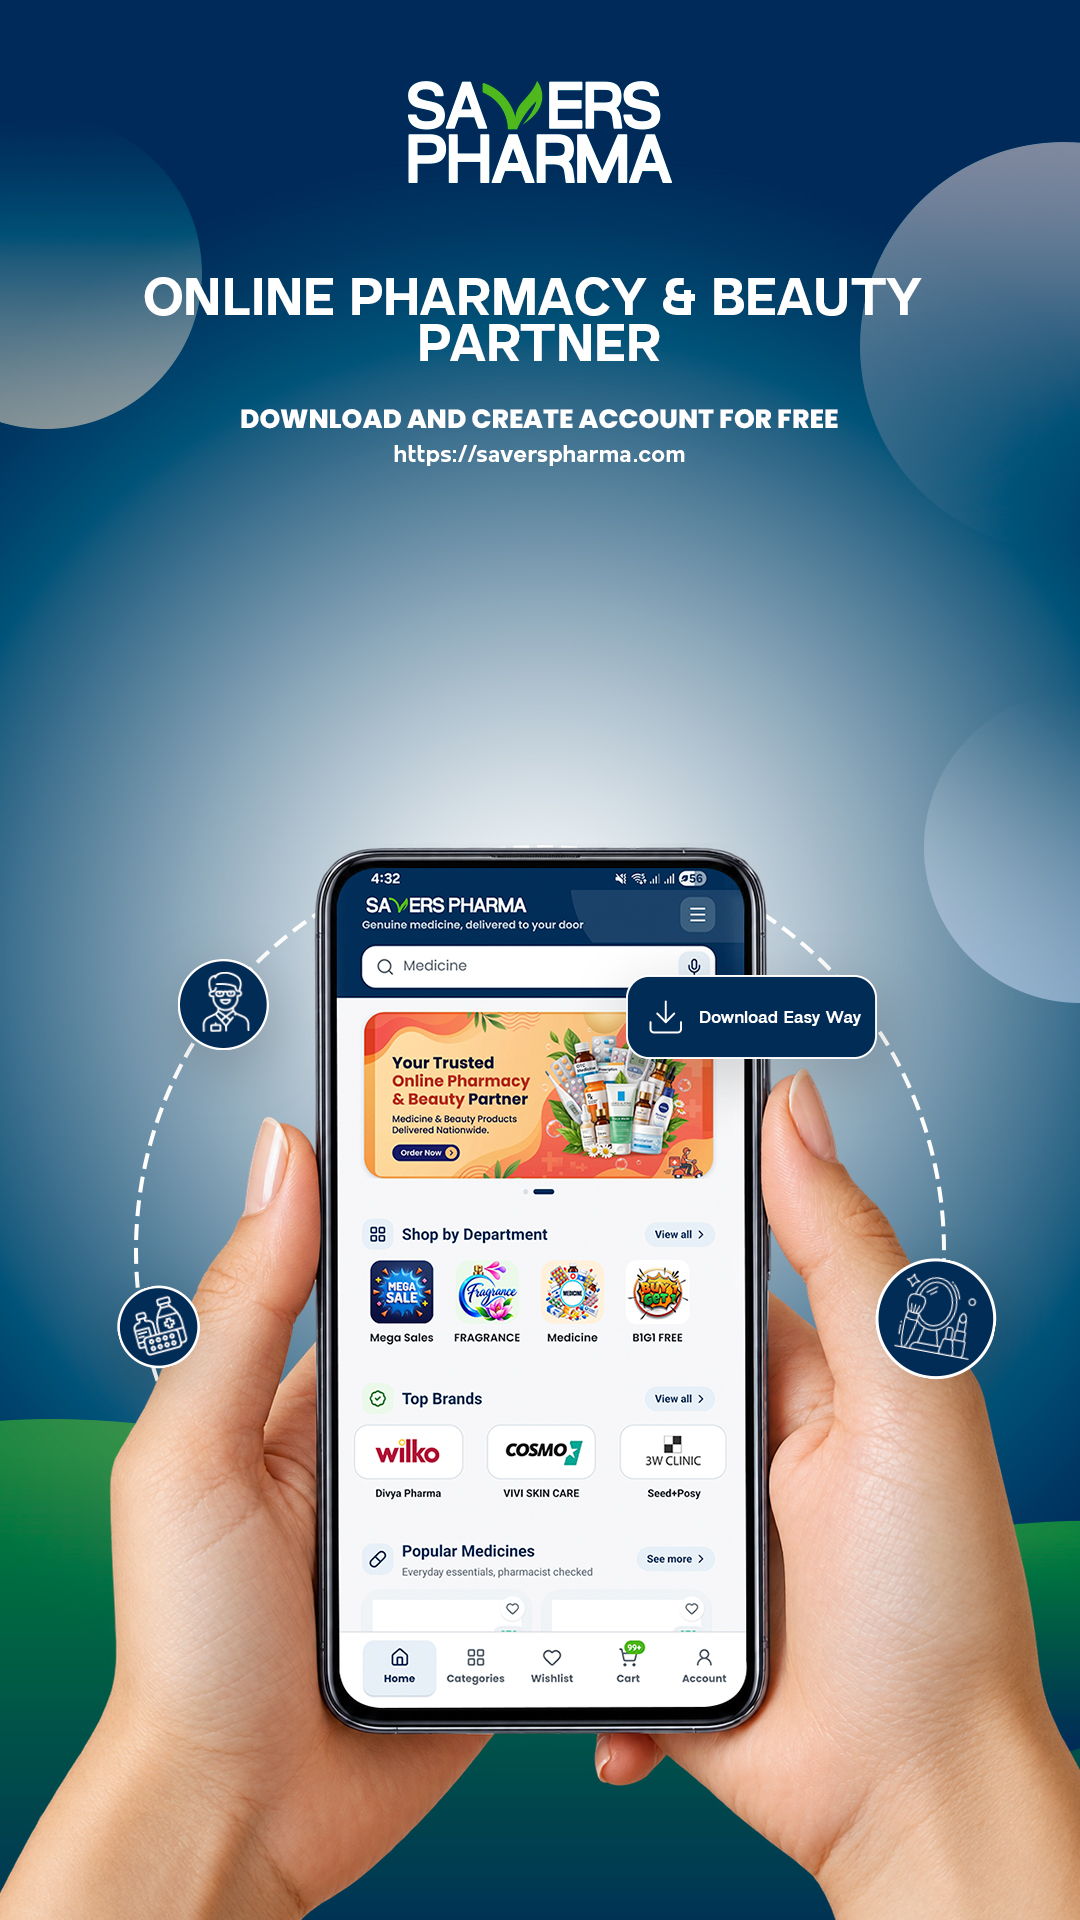 SAVERS
PHARMA
ONLINE PHARMACY & BEAUTY
PARTNER
DOWNLOAD AND CREATE ACCOUNT FOR FREE
https://saverspharma.com
4:32
56
SAVERS PHARMA
Genuine medicine, delivered to your door
Medicine
Download Easy Way
Your Trusted
Online Pharmacy
& Beauty Partner
Medicine & Beauty Products
Delivered Nationwide.
Order Now
Shop by Department
View all
MEGA
SALE
Fragrance
MEDICINE
BUY1
GET1
Mega Sales
FRAGRANCE
Medicine
B1G1 FREE
Top Brands
View all
wilko
COSMO
3W CLINIC
Divya Pharma
VIVI SKIN CARE
Seed+Posy
Popular Medicines
See more
Everyday essentials, pharmacist checked
99+
Home
Categories
Wishlist
Cart
Account